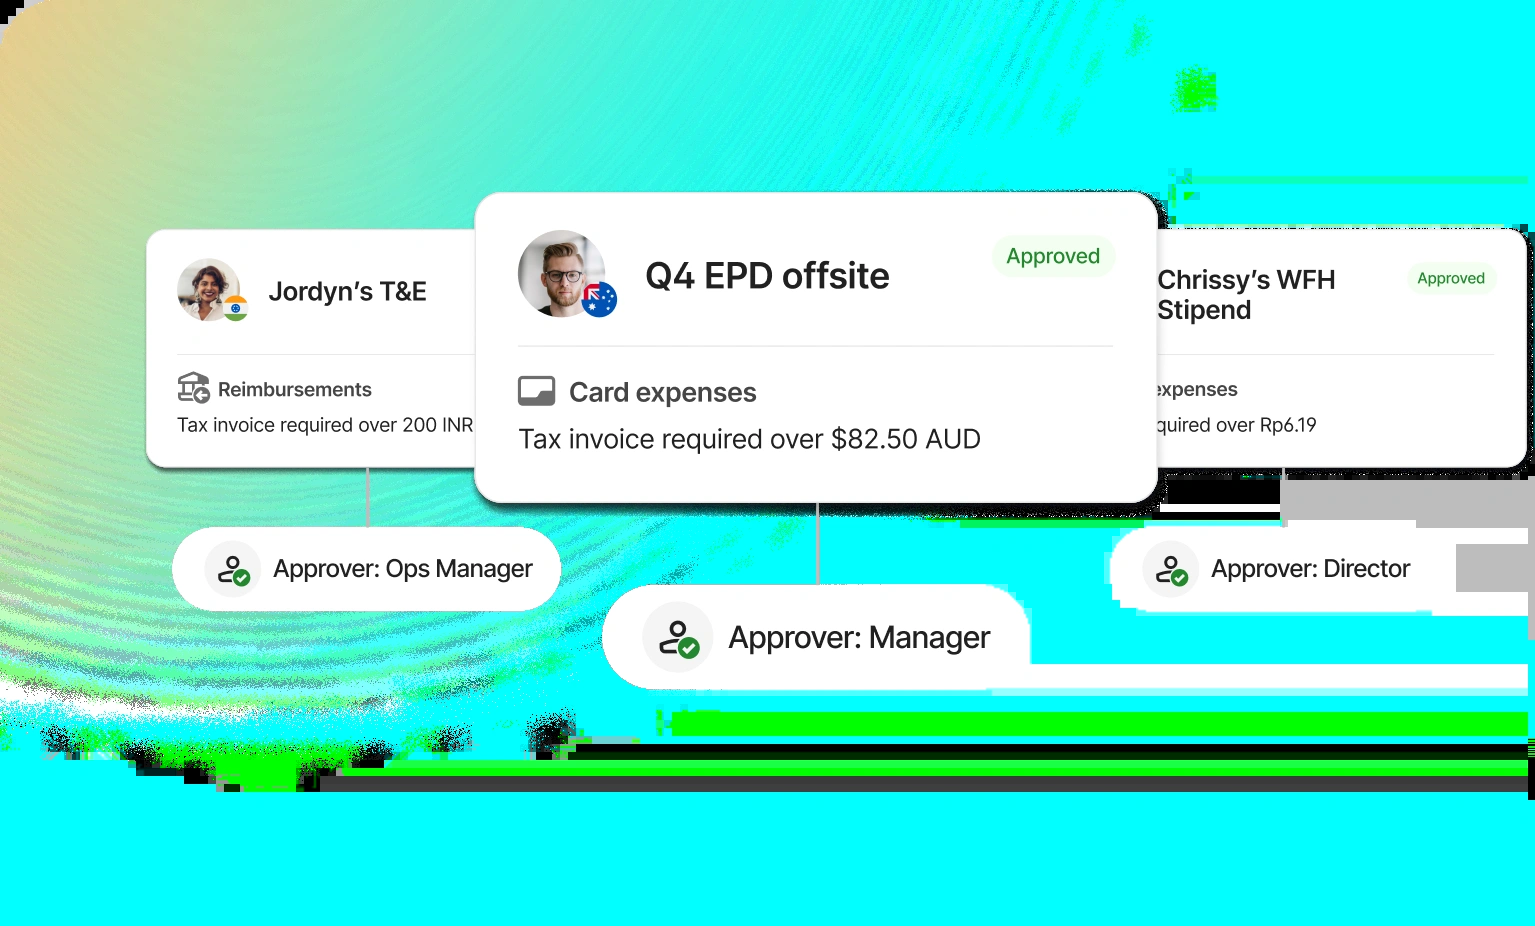 Jordyn’s T&E
Reimbursements
Tax invoice required over 200 INR
Approver: Ops Manager
Q4 EPD offsite
Approved
Card expenses
Tax invoice required over $82.50 AUD
Approver: Manager
Chrissy’s WFH
Stipend
Approved
expenses
quired over Rp6.19
Approver: Director